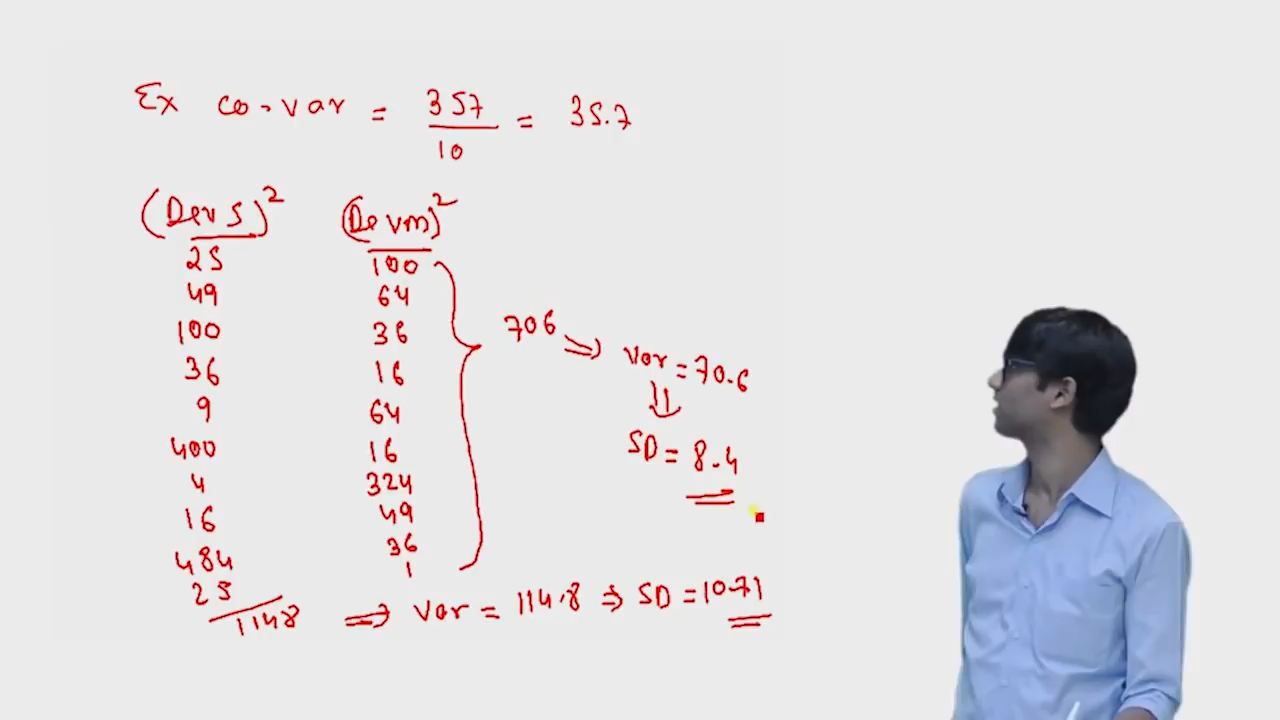 Ex co-var = 357/10 = 35.7
(Dev S)² (Dev m)²
25 100
49 64
100 36
36 16
9 64
400 16
4 324
16 49
484 36
25 1
706 ⇒ var = 70.6
⇓
SD = 8.4
1148 ⇒ var = 114.8 ⇒ SD = 10.71